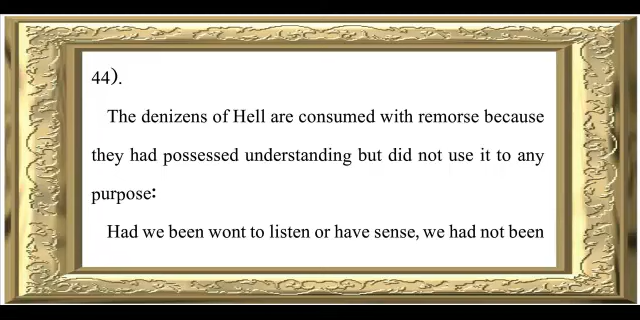 44).
The denizens of Hell are consumed with remorse because
they had possessed understanding but did not use it to any
purpose:
Had we been wont to listen or have sense, we had not been